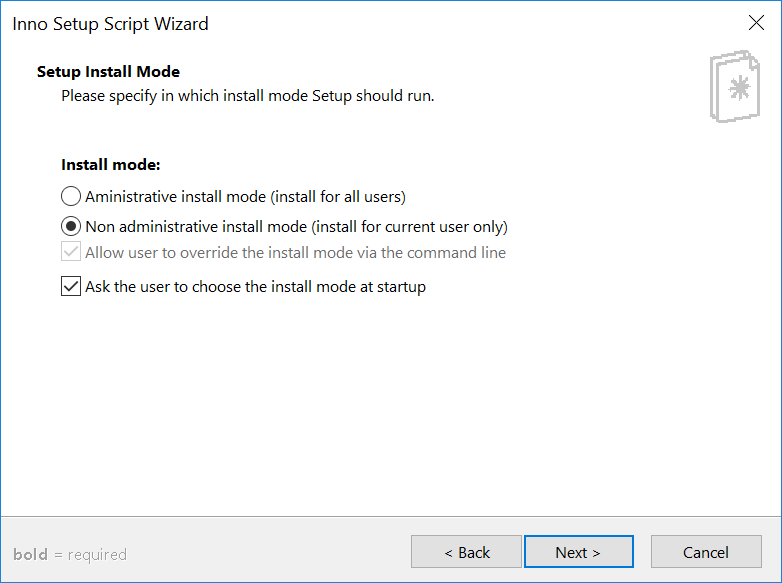 Inno Setup Script Wizard
Setup Install Mode
Please specify in which install mode Setup should run.
Install mode:
Aministrative install mode (install for all users)
Non administrative install mode (install for current user only)
Allow user to override the install mode via the command line
Ask the user to choose the install mode at startup
bold = required
< Back
Next >
Cancel